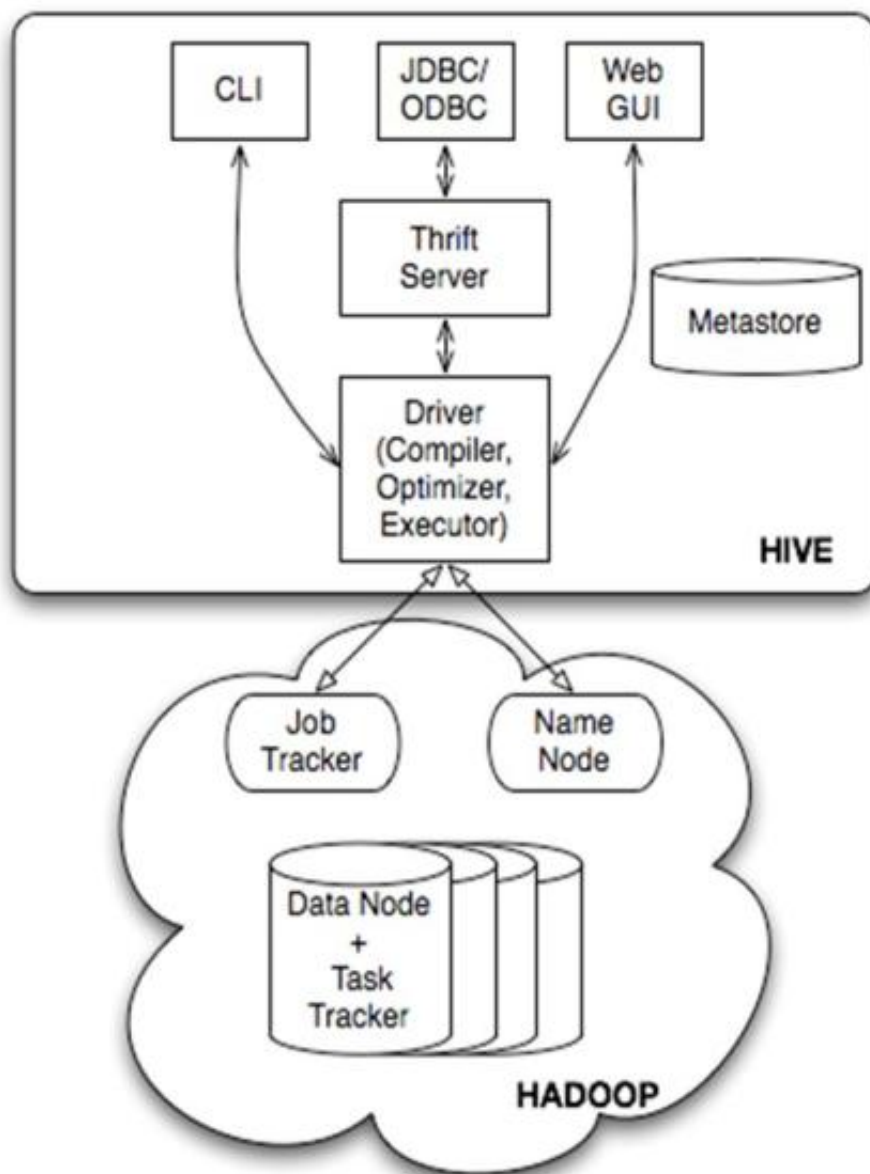 CLI
JDBC/
ODBC
Web
GUI
Thrift
Server
Metastore
Driver
(Compiler,
Optimizer,
Executor)
HIVE
Job
Tracker
Name
Node
Data Node
+
Task
Tracker
HADOOP